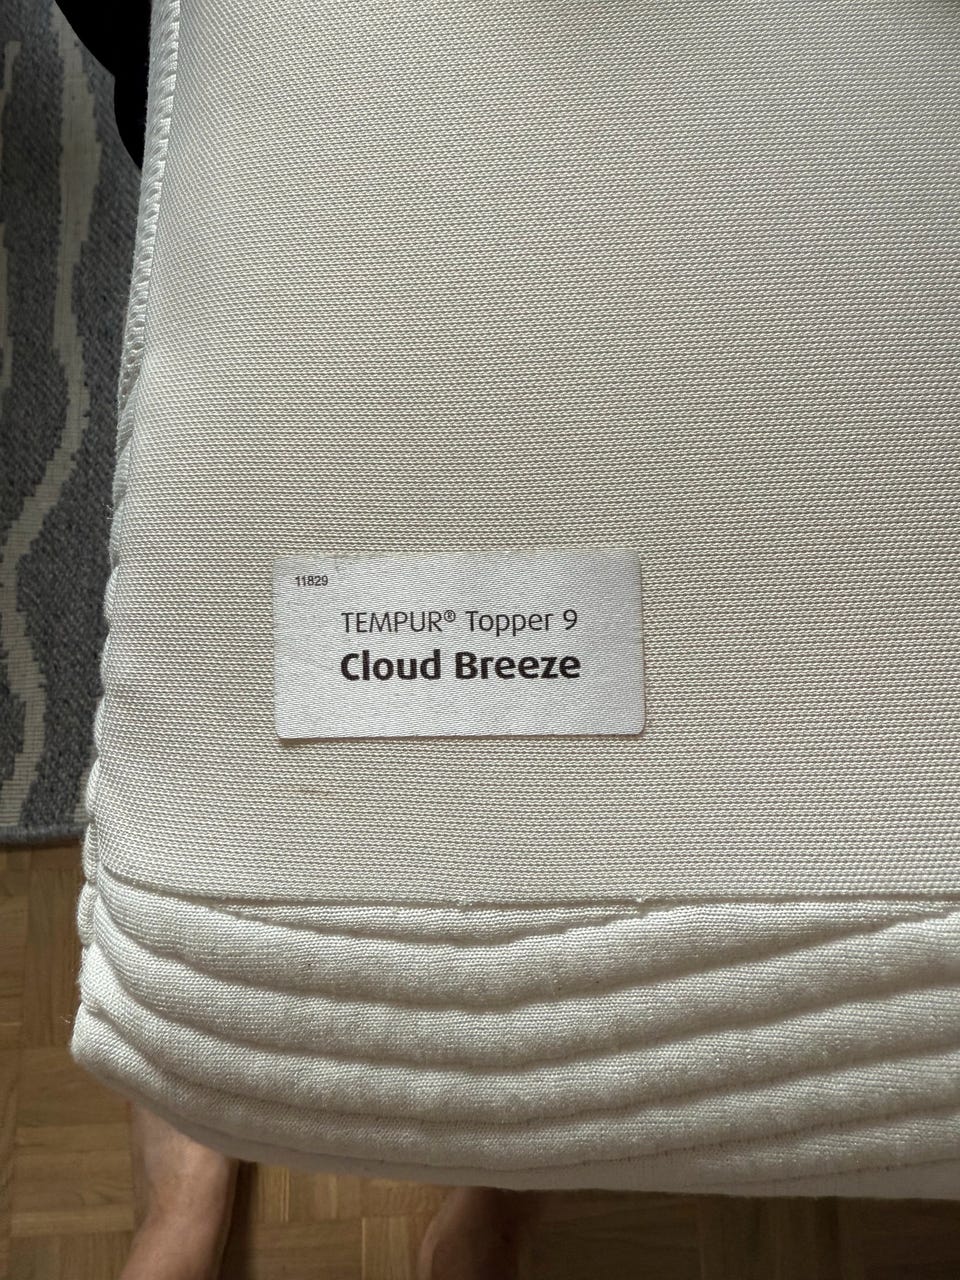 11829
TEMPUR® Topper 9
Cloud Breeze